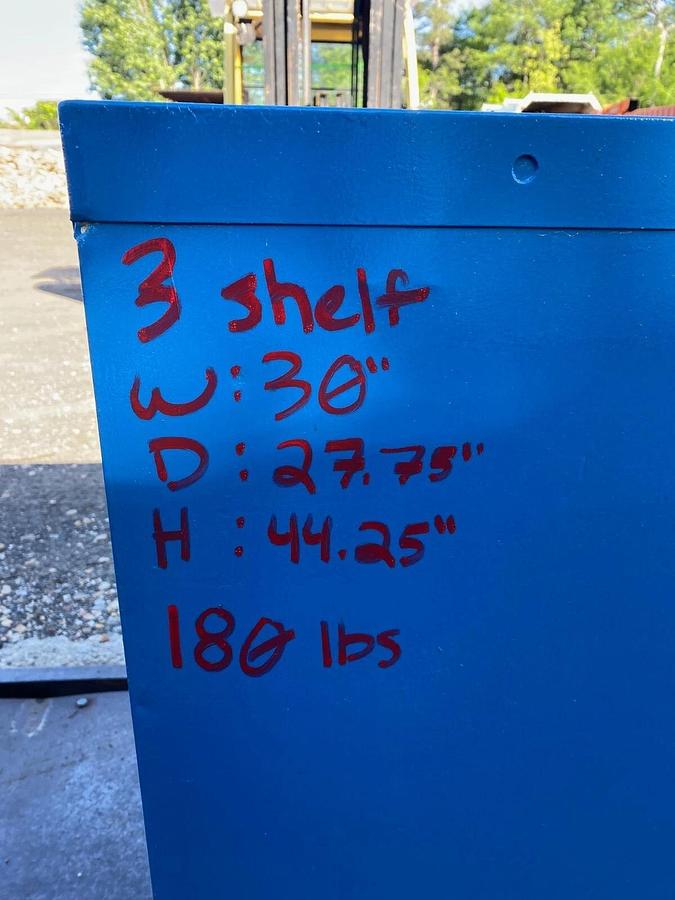 3 shelf
W: 30"
D: 27.75"
H: 44.25"
180 lbs